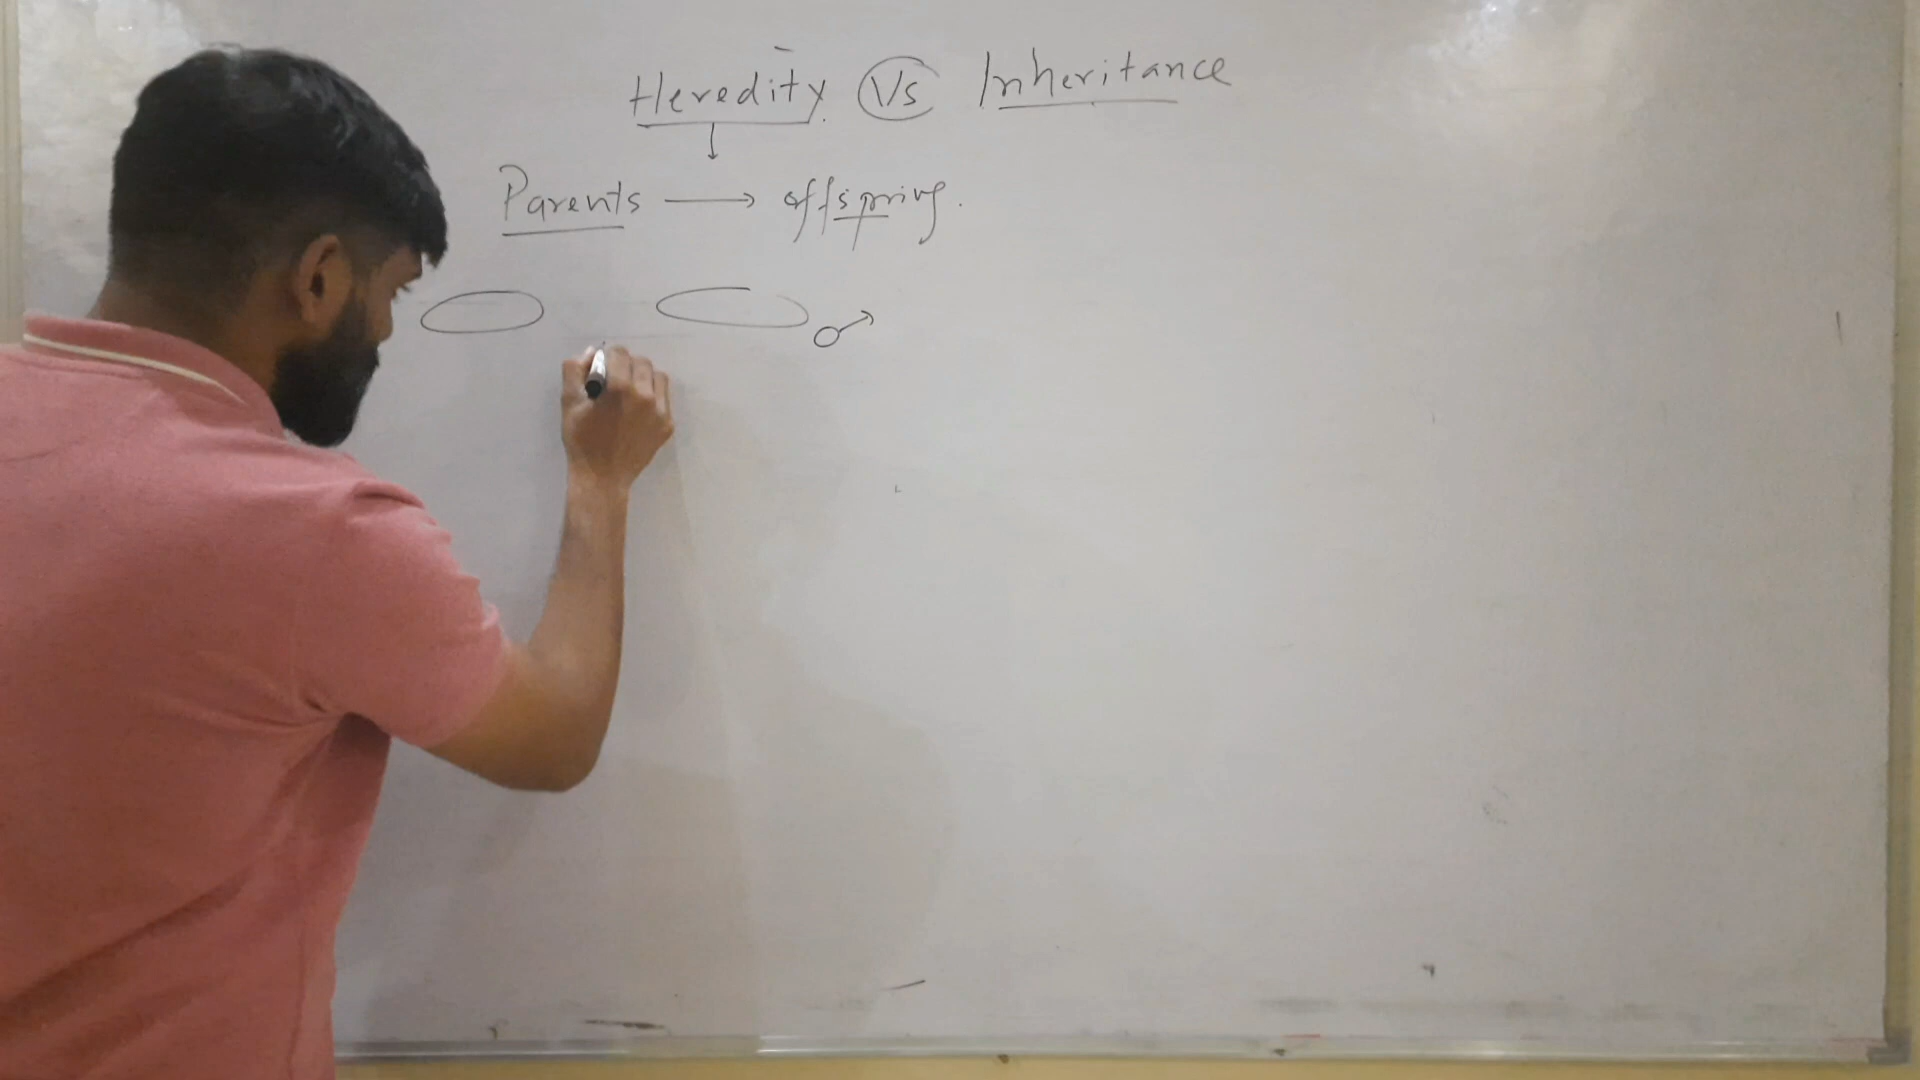 Heredity Vs Inheritance
Parents → offspring.
♂